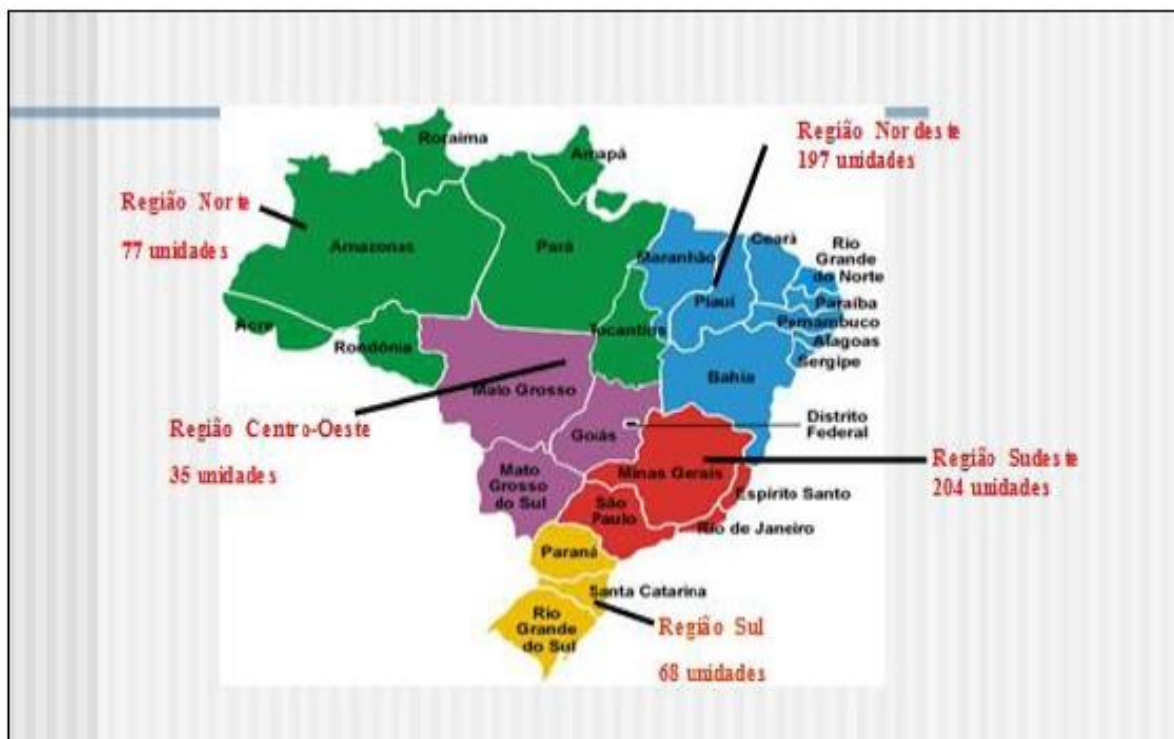 Região Nordeste
197 unidades
Roraima
Amapá
Região Norte
77 unidades
Amazonas
Pará
Maranhão
Ceará
Rio
Grande
do Norte
Piauí
Paraíba
Pernambuco
Alagoas
Sergipe
Acre
Rondônia
Tocantins
Bahia
Mato Grosso
Região Centro-Oeste
35 unidades
Goiás
Distrito
Federal
Região Sudeste
204 unidades
Mato
Grosso
do Sul
Minas Gerais
Espírito Santo
São
Paulo
Rio de Janeiro
Paraná
Santa Catarina
Rio
Grande
do Sul
Região Sul
68 unidades